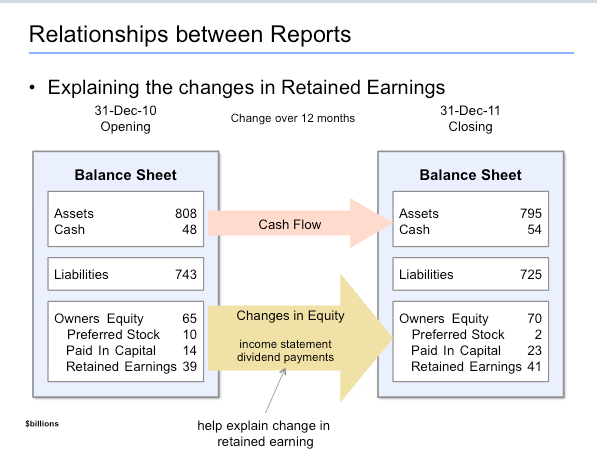 Relationships between Reports
• Explaining the changes in Retained Earnings
31-Dec-10
Opening
Change over 12 months
31-Dec-11
Closing
Balance Sheet
Assets 808
Cash 48
Liabilities 743
Owners Equity 65
Preferred Stock 10
Paid In Capital 14
Retained Earnings 39
Cash Flow
Changes in Equity
income statement
dividend payments
Balance Sheet
Assets 795
Cash 54
Liabilities 725
Owners Equity 70
Preferred Stock 2
Paid In Capital 23
Retained Earnings 41
$billions
help explain change in
retained earning